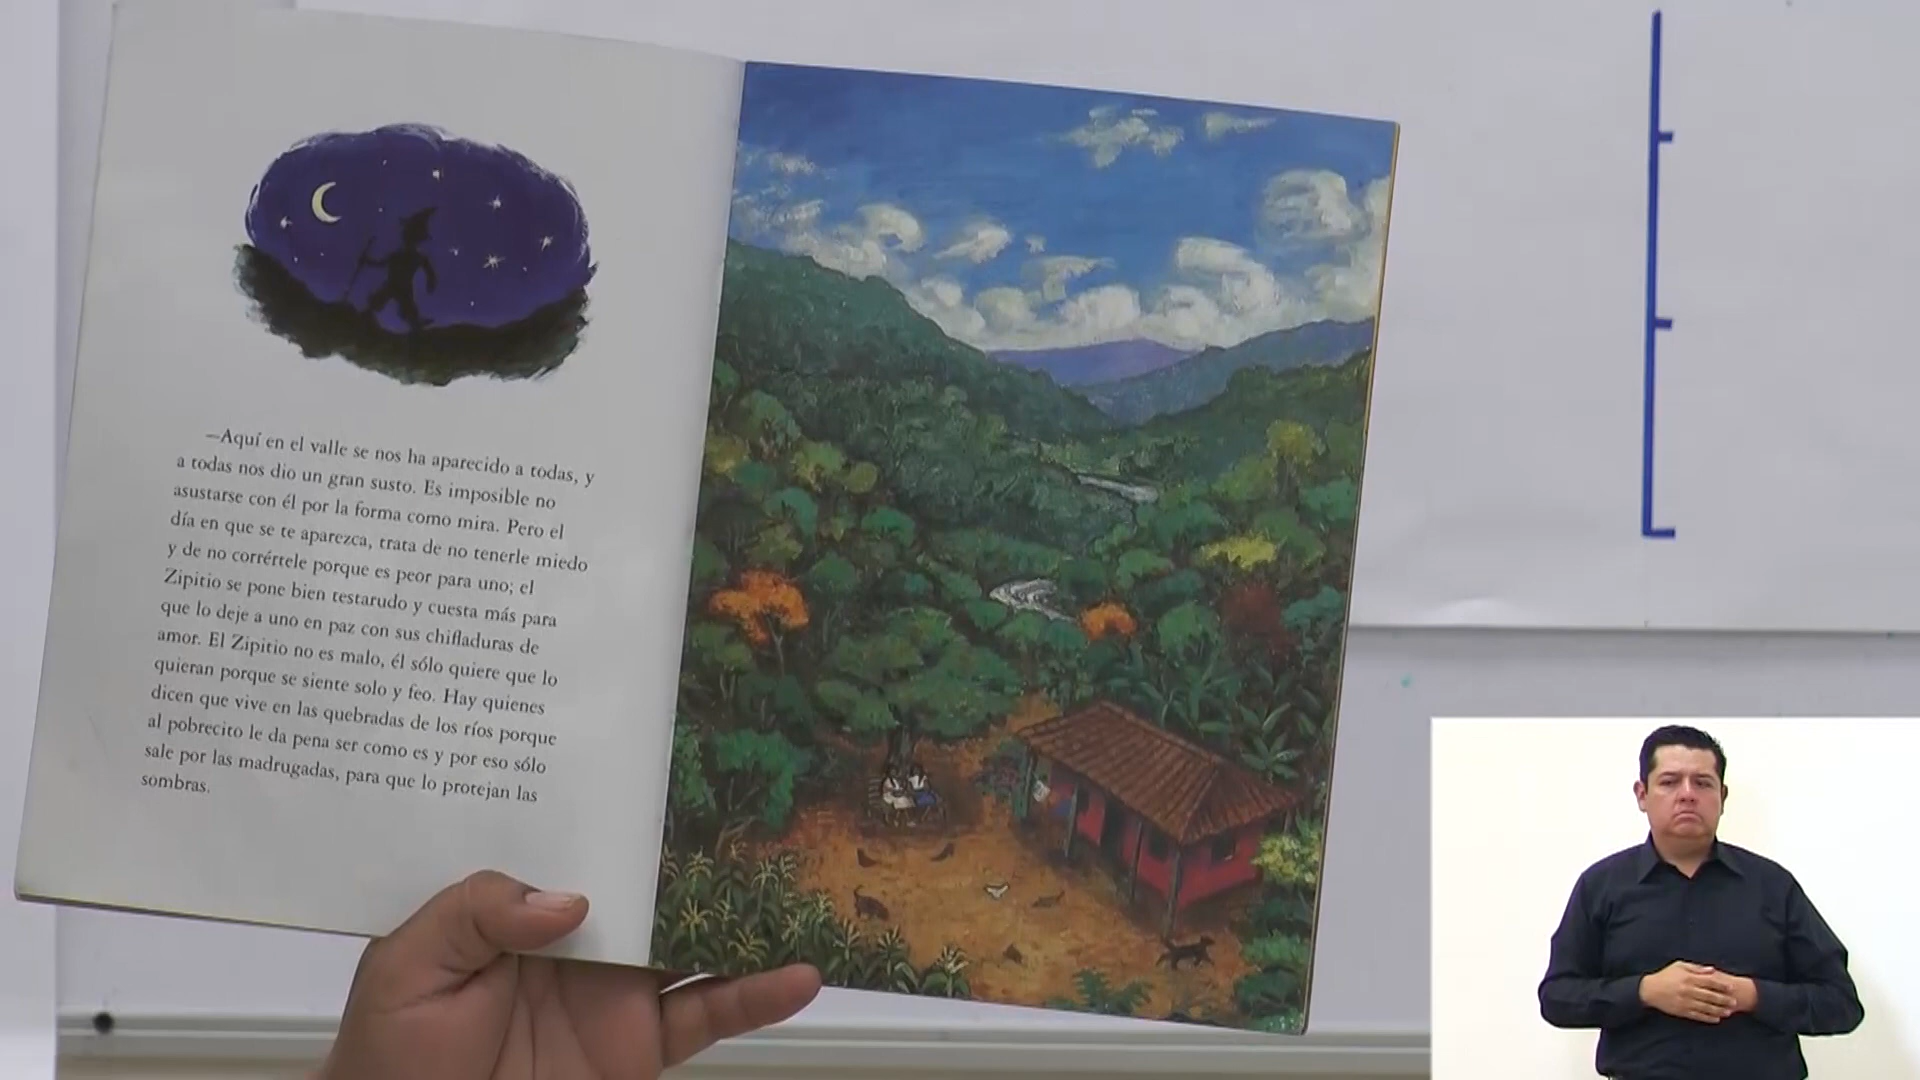 —Aquí en el valle se nos ha aparecido a todas, y
a todas nos dio un gran susto. Es imposible no
asustarse con él por la forma como mira. Pero el
día en que se te aparezca, trata de no tenerle miedo
y de no corrértele porque es peor para uno; el
Zipitio se pone bien testarudo y cuesta más para
que lo deje a uno en paz con sus chifladuras de
amor. El Zipitio no es malo, él sólo quiere que lo
quieran porque se siente solo y feo. Hay quienes
dicen que vive en las quebradas de los ríos porque
al pobrecito le da pena ser como es y por eso sólo
sale por las madrugadas, para que lo protejan las
sombras.